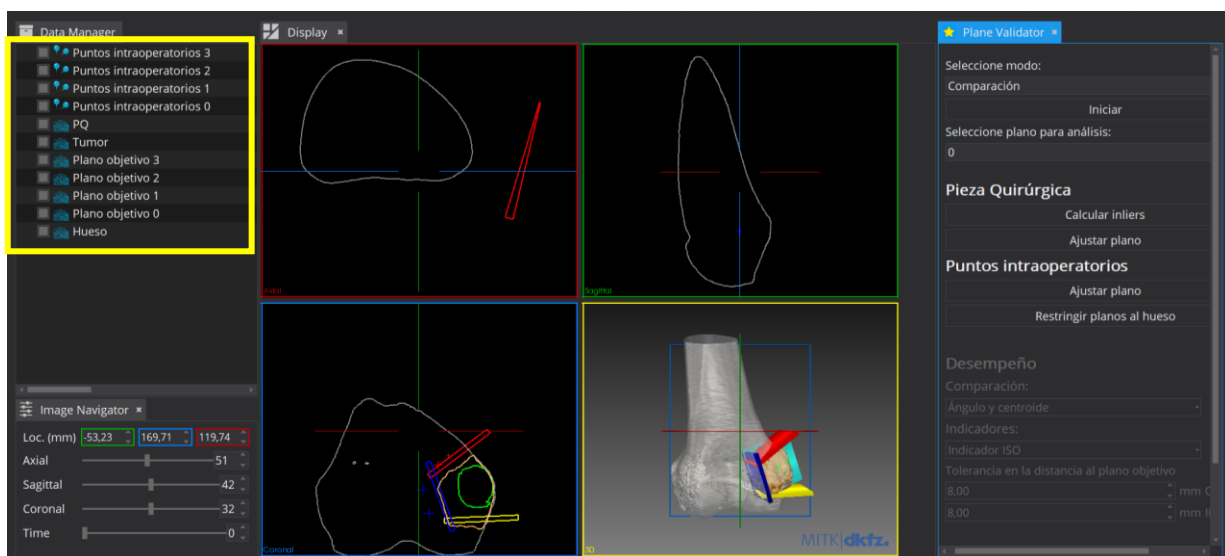 Data Manager
Puntos intraoperatorios 3
Puntos intraoperatorios 2
Puntos intraoperatorios 1
Puntos intraoperatorios 0
PQ
Tumor
Plano objetivo 3
Plano objetivo 2
Plano objetivo 1
Plano objetivo 0
Hueso
Image Navigator ×
Loc. (mm) -53,23 169,71 119,74
Axial 51
Sagittal 42
Coronal 32
Time 0
Display ×
Axial
Sagittal
Coronal
3D
MITK dkfz.
Plane Validator ×
Seleccione modo:
Comparación
Iniciar
Seleccione plano para análisis:
0
Pieza Quirúrgica
Calcular inliers
Ajustar plano
Puntos intraoperatorios
Ajustar plano
Restringir planos al hueso
Desempeño
Comparación:
Ángulo y centroide
Indicadores:
Indicador ISO
Tolerancia en la distancia al plano objetivo
8,00 mm
8,00 mm